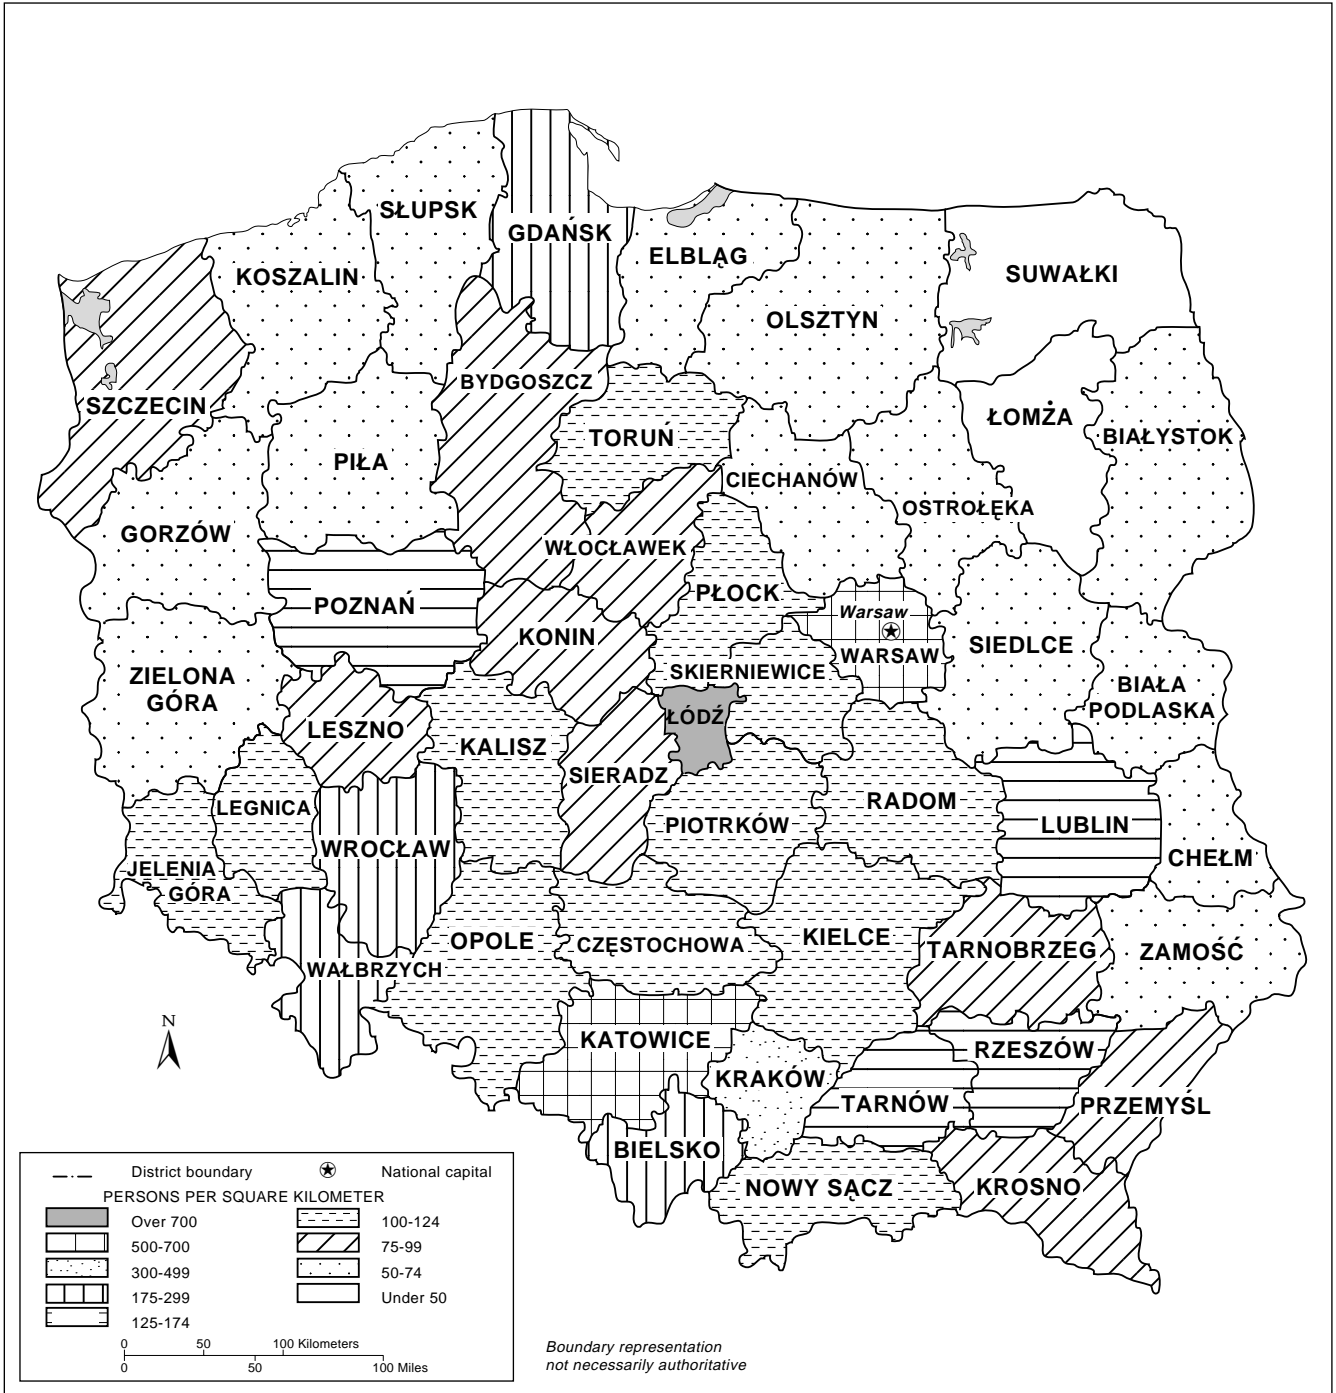 SŁUPSK
GDAŃSK
ELBLĄG
KOSZALIN
SUWAŁKI
OLSZTYN
BYDGOSZCZ
SZCZECIN
ŁOMŻA
TORUŃ
BIAŁYSTOK
PIŁA
CIECHANÓW
OSTROŁĘKA
GORZÓW
WŁOCŁAWEK
PŁOCK
POZNAŃ
Warsaw
KONIN
SIEDLCE
WARSAW
SKIERNIEWICE
ZIELONA
GÓRA
BIAŁA
PODLASKA
ŁÓDŹ
LESZNO
KALISZ
SIERADZ
RADOM
LEGNICA
PIOTRKÓW
LUBLIN
WROCŁAW
CHEŁM
JELENIA
GÓRA
OPOLE
CZĘSTOCHOWA
KIELCE
TARNOBRZEG
ZAMOŚĆ
WAŁBRZYCH
N
KATOWICE
RZESZÓW
KRAKÓW
TARNÓW
PRZEMYŚL
BIELSKO
NOWY SĄCZ
KROSNO
District boundary
National capital
PERSONS PER SQUARE KILOMETER
Over 700
500-700
300-499
175-299
125-174
100-124
75-99
50-74
Under 50
0 50 100 Kilometers
0 50 100 Miles
Boundary representation
not necessarily authoritative